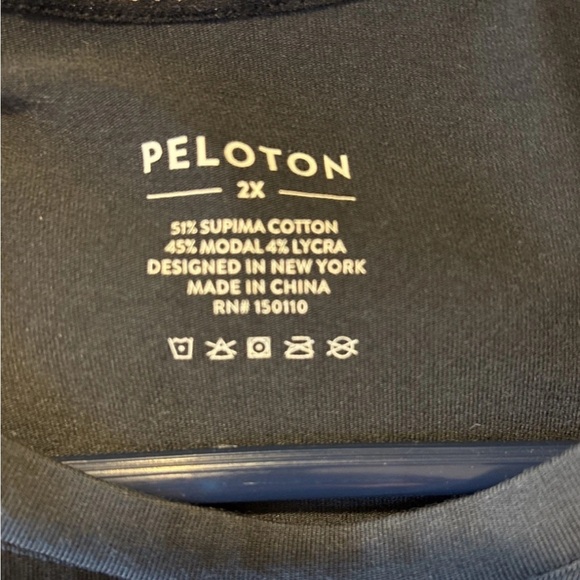 PELOTON
2X
51% SUPIMA COTTON
45% MODAL 4% LYCRA
DESIGNED IN NEW YORK
MADE IN CHINA
RN# 150110